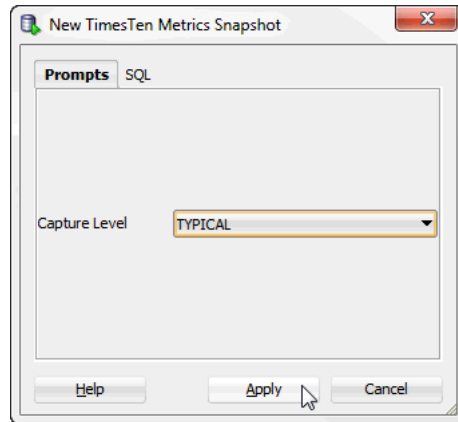 New TimesTen Metrics Snapshot
Prompts SQL
Capture Level TYPICAL
Help Apply Cancel